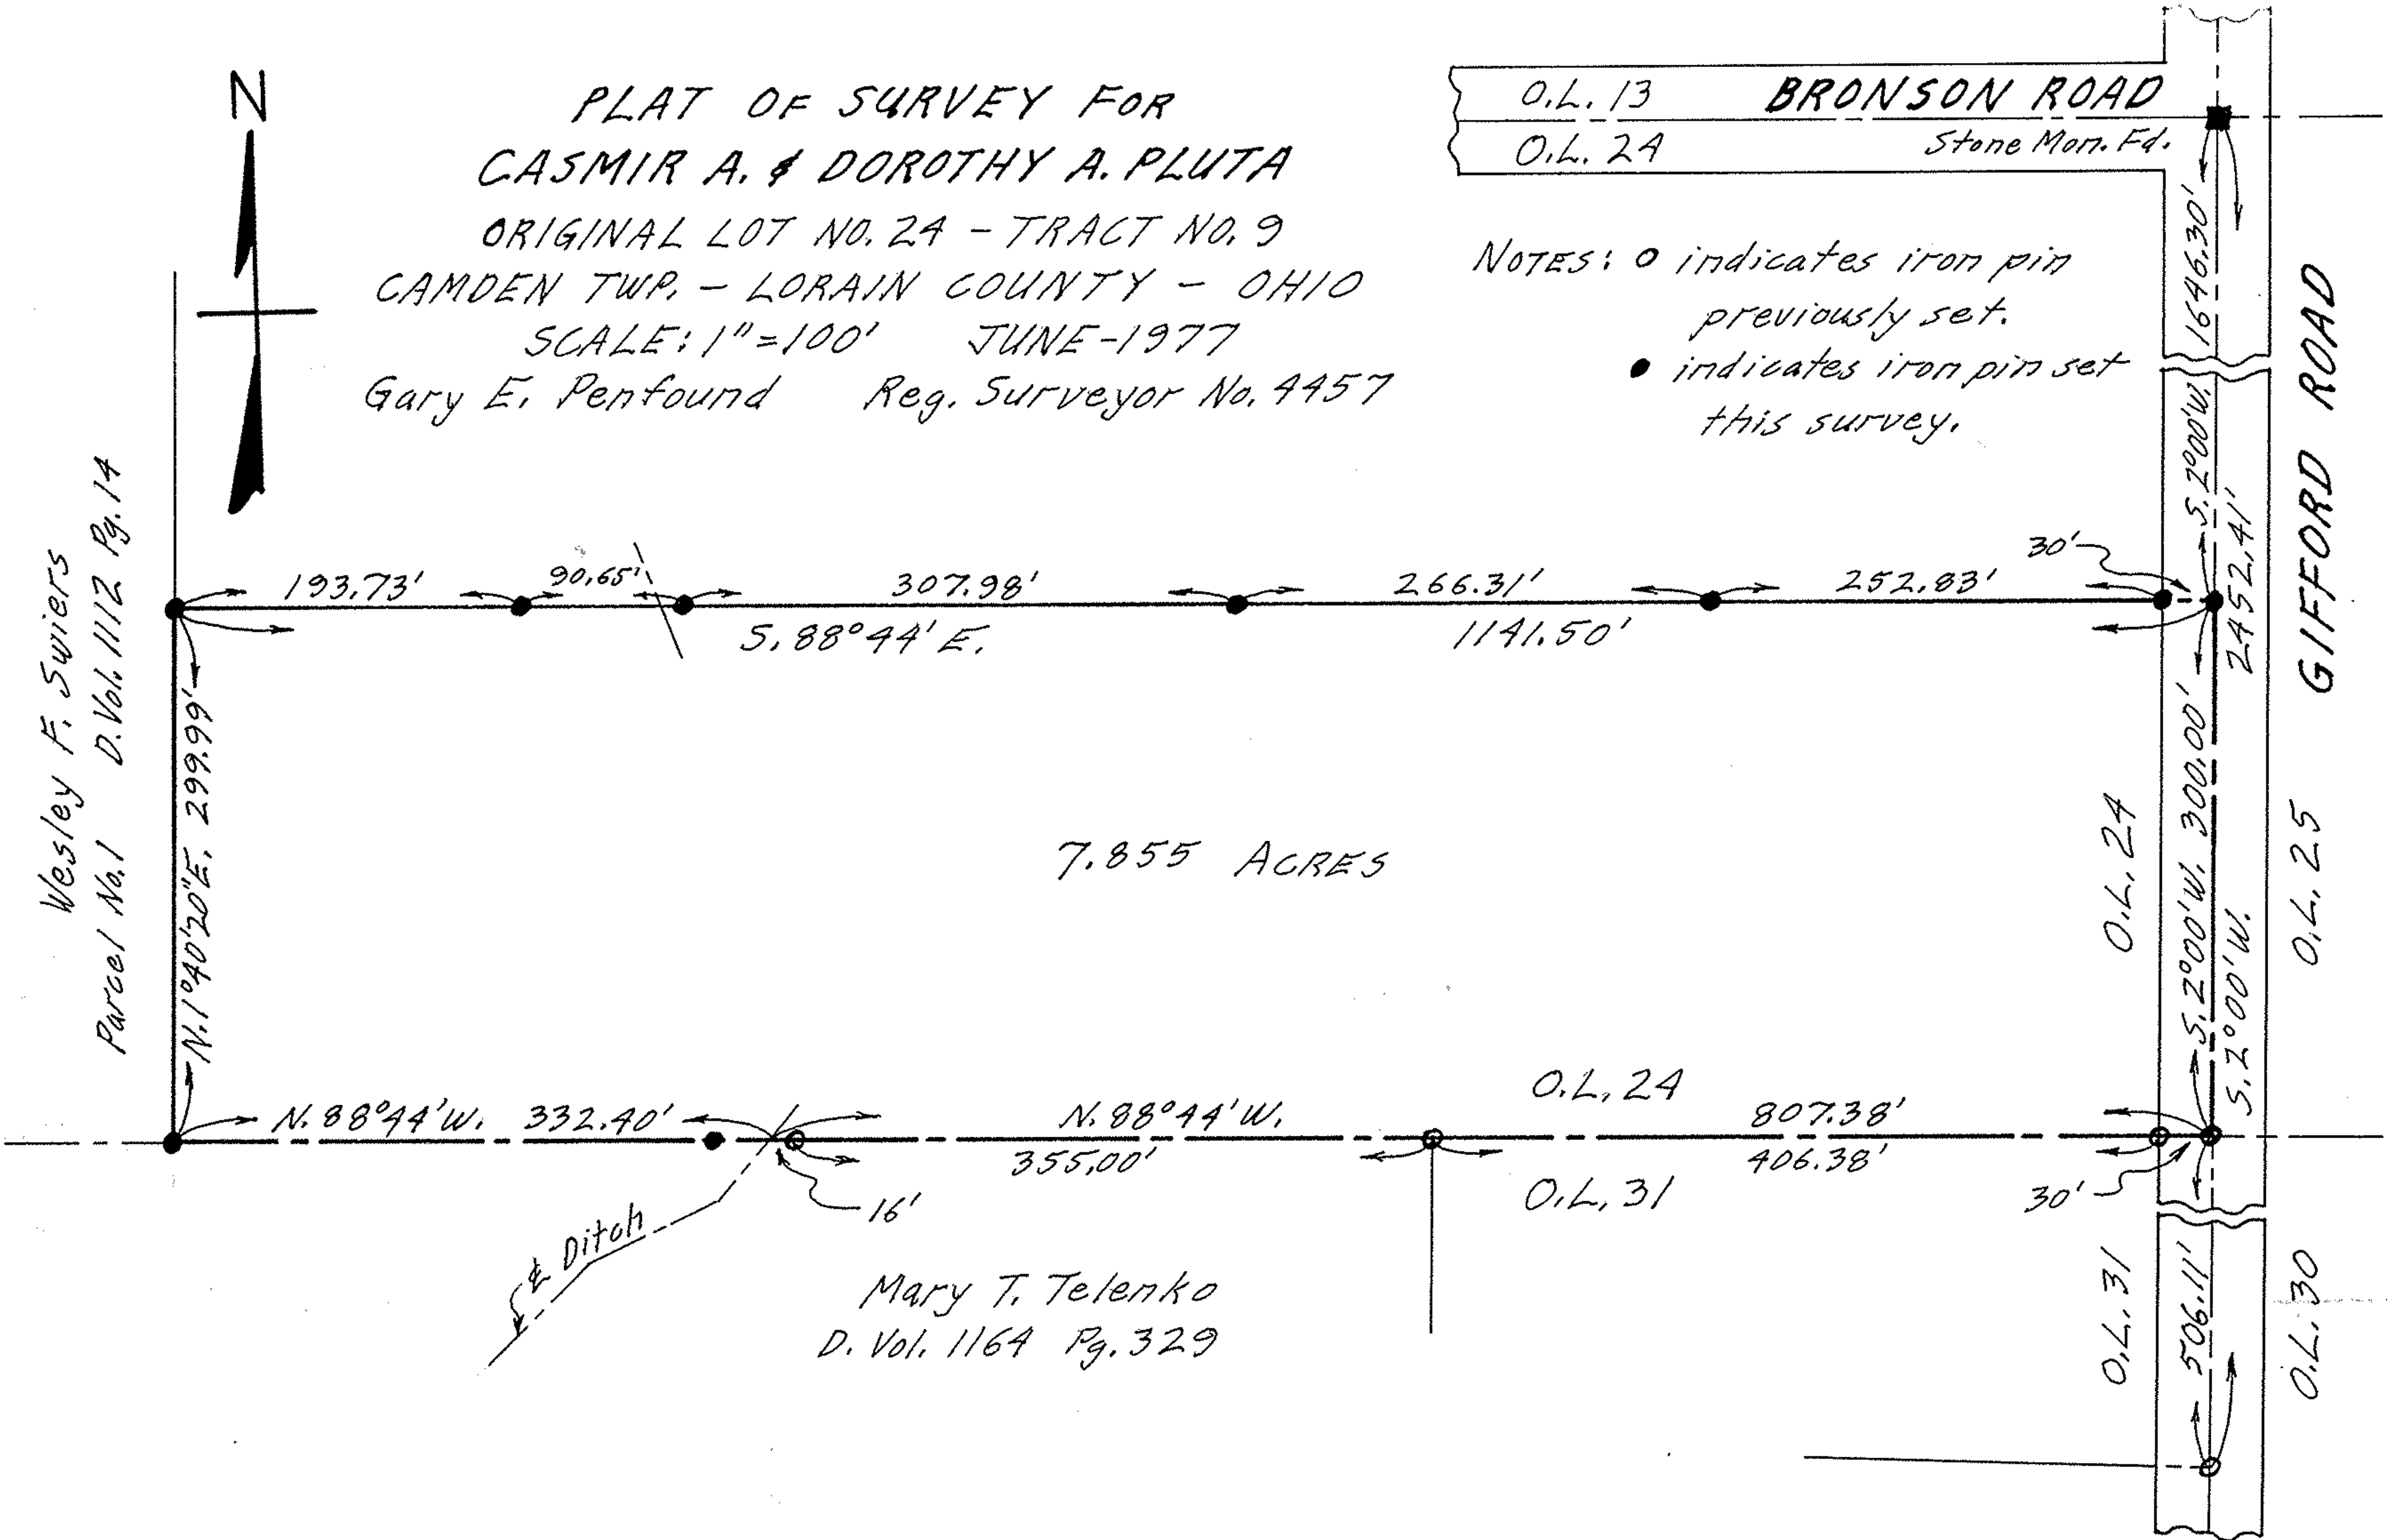 N
PLAT OF SURVEY FOR
CASMIR A. & DOROTHY A. PLUTA
ORIGINAL LOT NO. 24 - TRACT NO. 9
CAMDEN TWP. - LORAIN COUNTY - OHIO
SCALE: 1"=100' JUNE-1977
Gary E. Penfound Reg. Surveyor No. 4457
O.L. 13 BRONSON ROAD
O.L. 24 Stone Mon. Fd.
NOTES: o indicates iron pin
previously set.
● indicates iron pin set
this survey.
1646.30'
S. 2°00'W.
2452.41'
GIFFORD ROAD
Wesley F. Swiers
Parcel No. 1 D. Vol. 1112 Pg. 14
193.73'
90.65'
307.98'
266.31'
252.83'
30'
S. 88°44' E.
1141.50'
N. 1°40'20"E. 299.99'
7.855 ACRES
O.L. 24
S. 2°00'W. 300.00'
S. 2°00'W.
O.L. 25
N. 88°44'W. 332.40'
N. 88°44'W.
O.L. 24
807.38'
355.00'
406.38'
16'
O.L. 31
30'
℄ Ditch
Mary T. Telenko
D. Vol. 1164 Pg. 329
O.L. 31
506.11'
O.L. 30